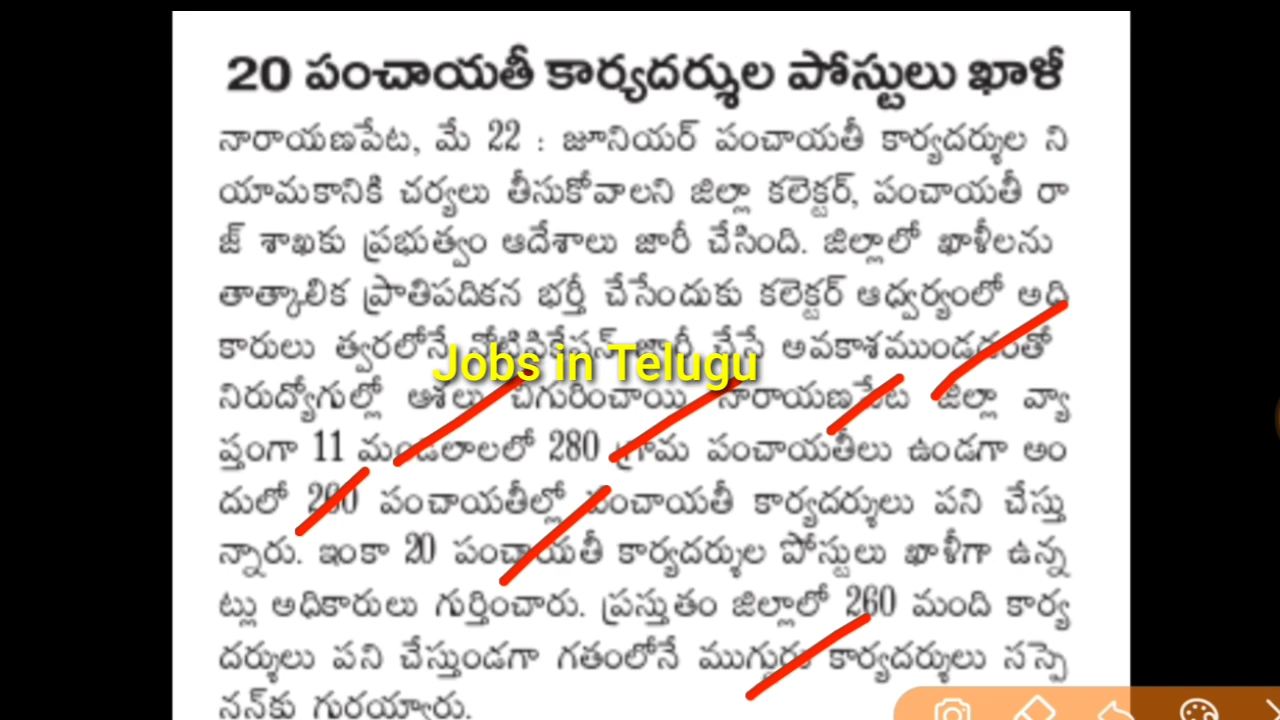 20 పంచాయతీ కార్యదర్శుల పోస్టులు ఖాళీ
నారాయణపేట, మే 22 : జూనియర్ పంచాయతీ కార్యదర్శుల ని
యామకానికి చర్యలు తీసుకోవాలని జిల్లా కలెక్టర్, పంచాయతీ రా
జ్ శాఖకు ప్రభుత్వం ఆదేశాలు జారీ చేసింది. జిల్లాలో ఖాళీలను
తాత్కాలిక ప్రాతిపదికన భర్తీ చేసేందుకు కలెక్టర్ ఆధ్వర్యంలో అధి
కారులు త్వరలోనే నోటిఫికేషన్ జారీ చేసే అవకాశముండడంతో
Jobs in Telugu
నిరుద్యోగుల్లో ఆశలు చిగురించాయి నారాయణపేట జిల్లా వ్యా
ప్తంగా 11 మండలాలలో 280 గ్రామ పంచాయతీలు ఉండగా అం
దులో 260 పంచాయతీల్లో పంచాయతీ కార్యదర్శులు పని చేస్తు
న్నారు. ఇంకా 20 పంచాయతీ కార్యదర్శుల పోస్టులు ఖాళీగా ఉన్న
ట్లు అధికారులు గుర్తించారు. ప్రస్తుతం జిల్లాలో 260 మంది కార్య
దర్శులు పని చేస్తుండగా గతంలోనే ముగ్గురు కార్యదర్శులు సస్పె
నన్‌కు గురయ్యారు.